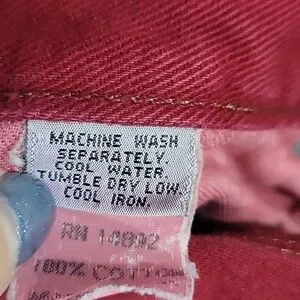 MACHINE WASH
SEPARATELY.
COOL WATER.
TUMBLE DRY LOW.
COOL IRON.
RN 14892
100% COTTON